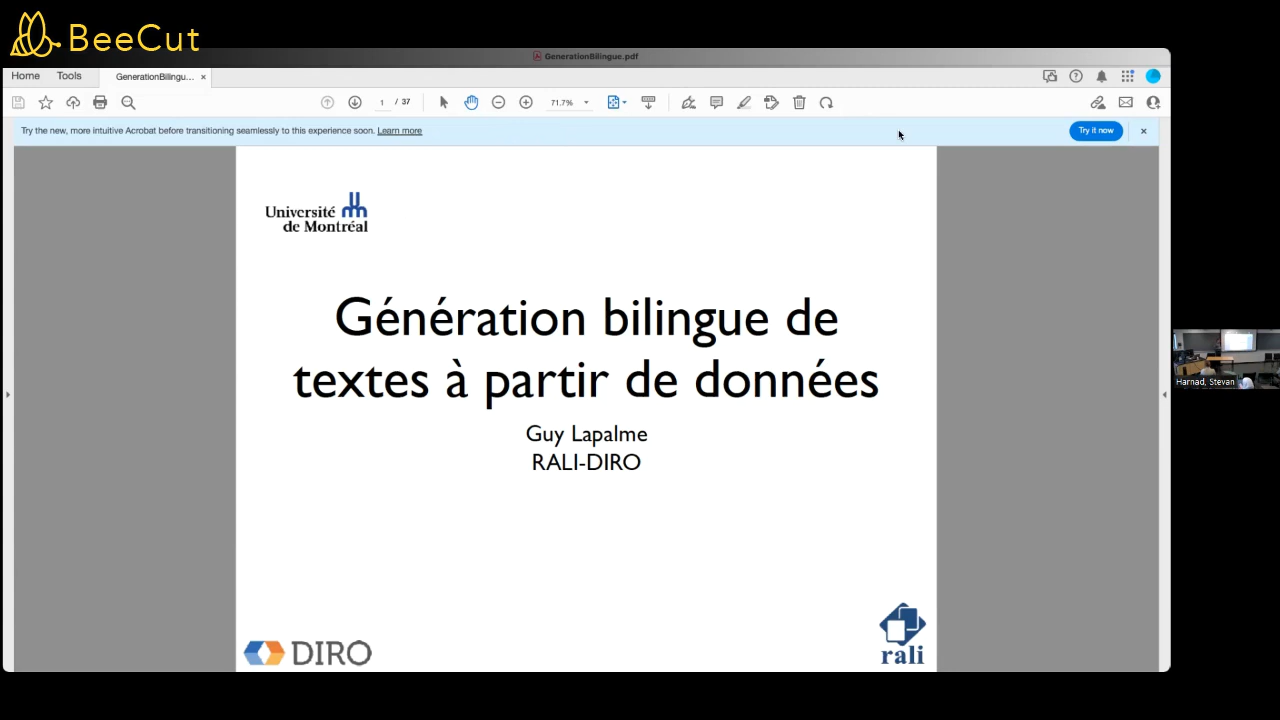 BeeCut
GenerationBilingue.pdf
Home Tools GenerationBilingu... ×
1 / 37 71.7%
Try the new, more intuitive Acrobat before transitioning seamlessly to this experience soon. Learn more Try it now ×
Université
de Montréal
Génération bilingue de
textes à partir de données
Guy Lapalme
RALI-DIRO
Harnad, Stevan
DIRO
rali